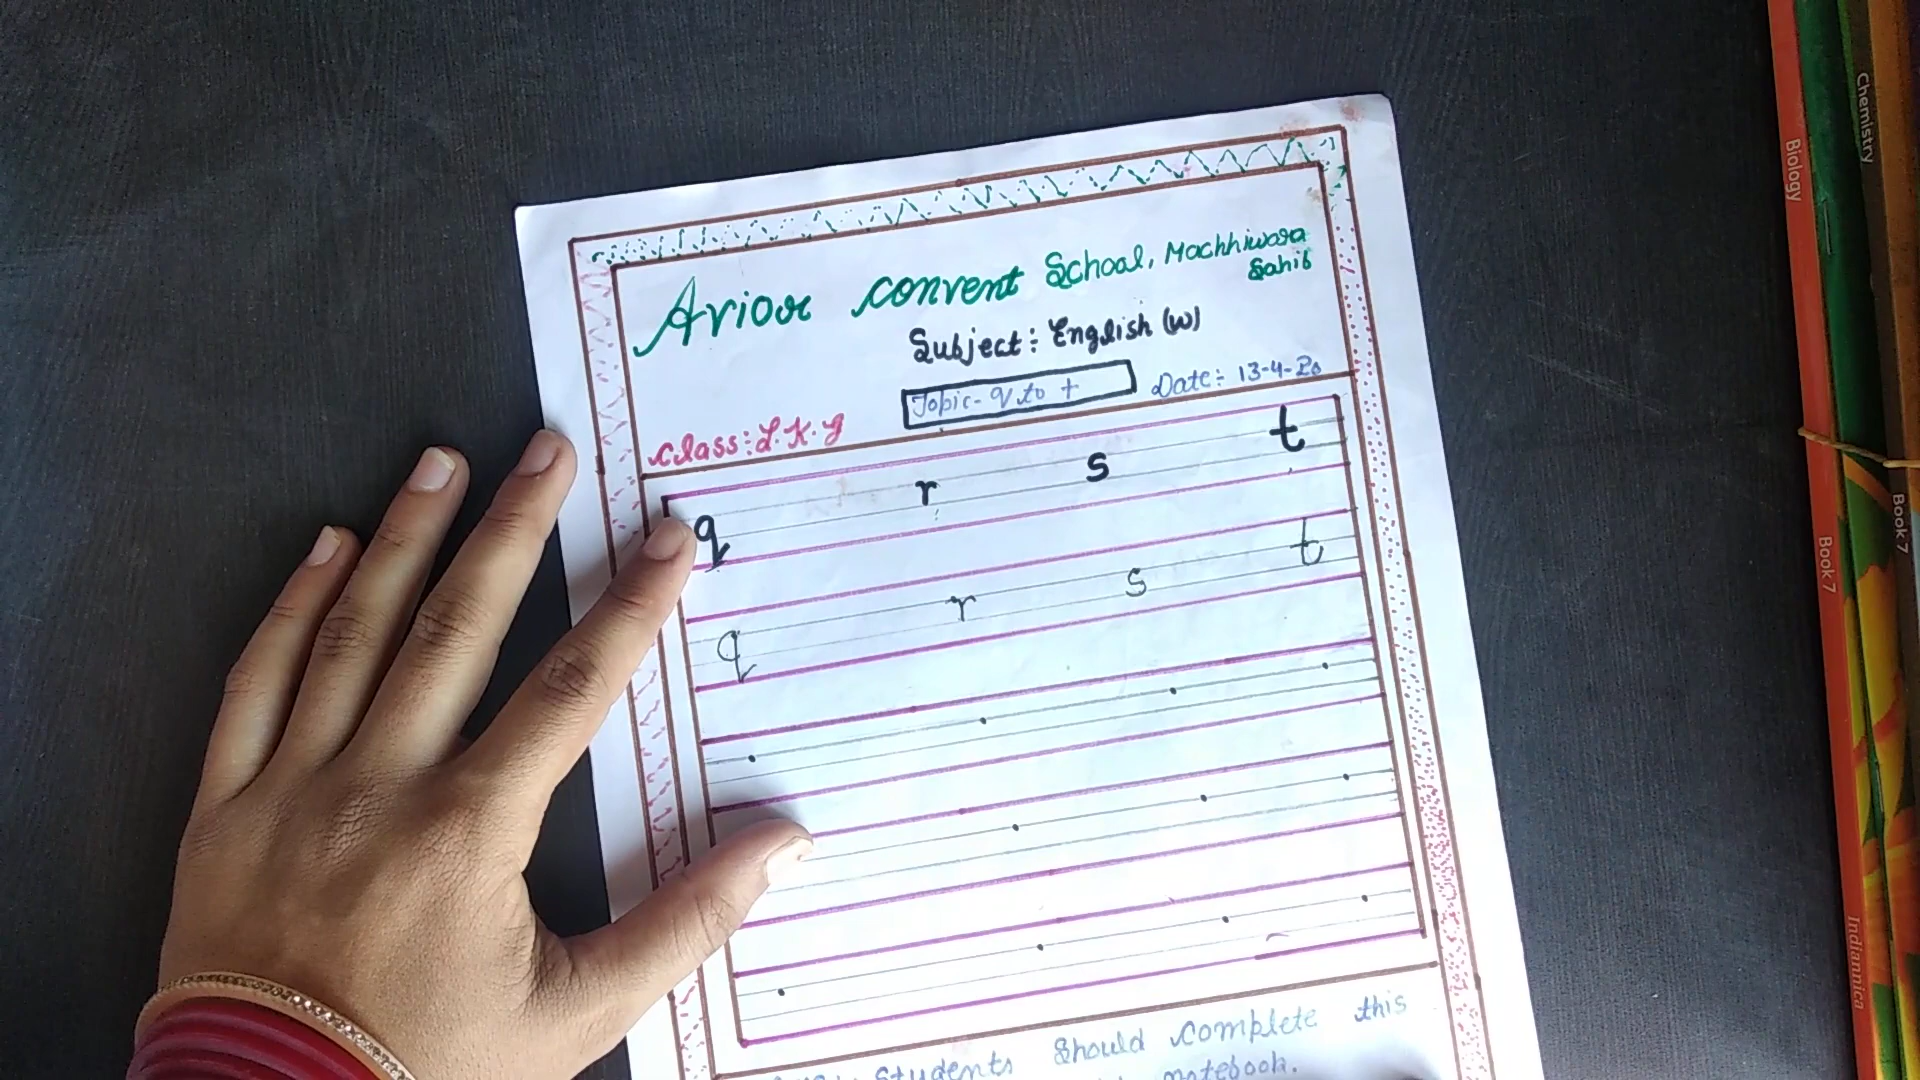 Avior convent School, Machhiwara
Sahib
Subject: English (W)
Topic- q to t
Date: 13-4-20
Class: L.K.G
q r s t
q r s t
Students should complete this
notebook.
Biology
Chemistry
Book 7
Book 7
Indiannica